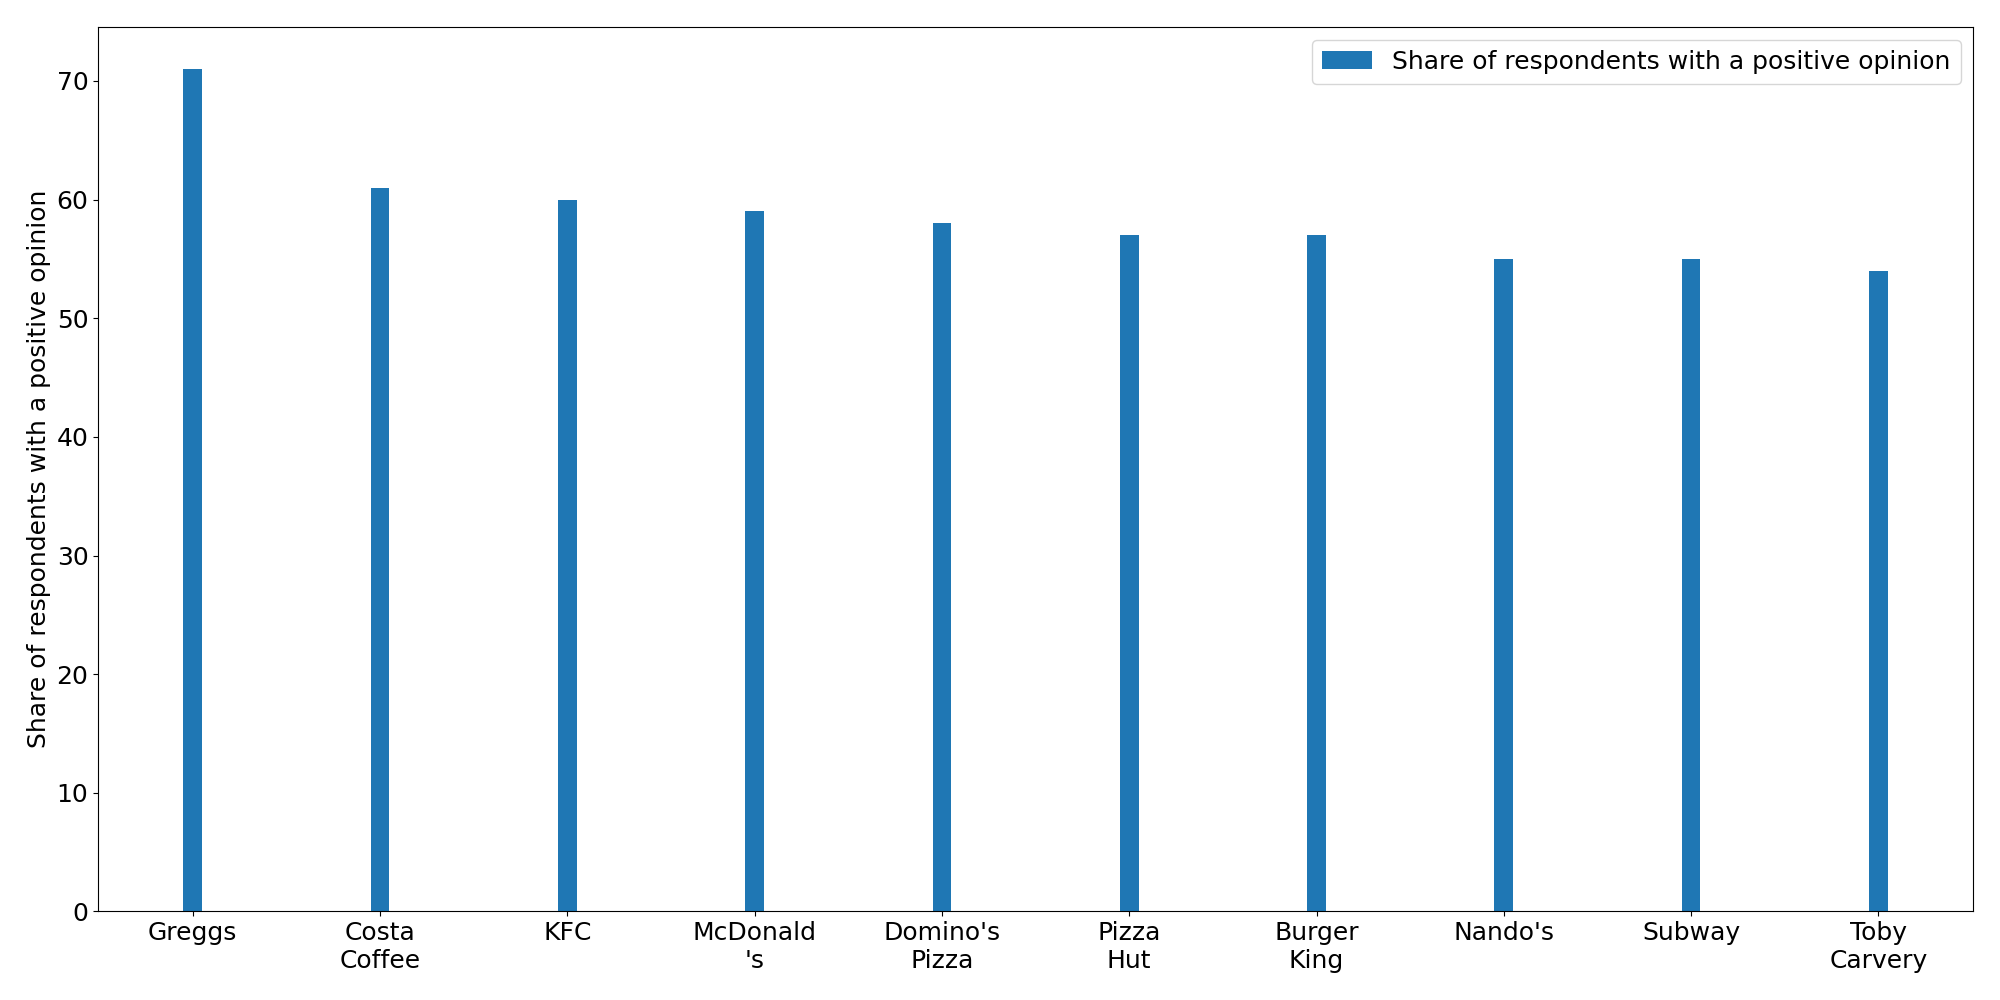 Share of respondents with a positive opinion
Share of respondents with a positive opinion
70
60
50
40
30
20
10
0
Greggs
Costa
Coffee
KFC
McDonald
's
Domino's
Pizza
Pizza
Hut
Burger
King
Nando's
Subway
Toby
Carvery